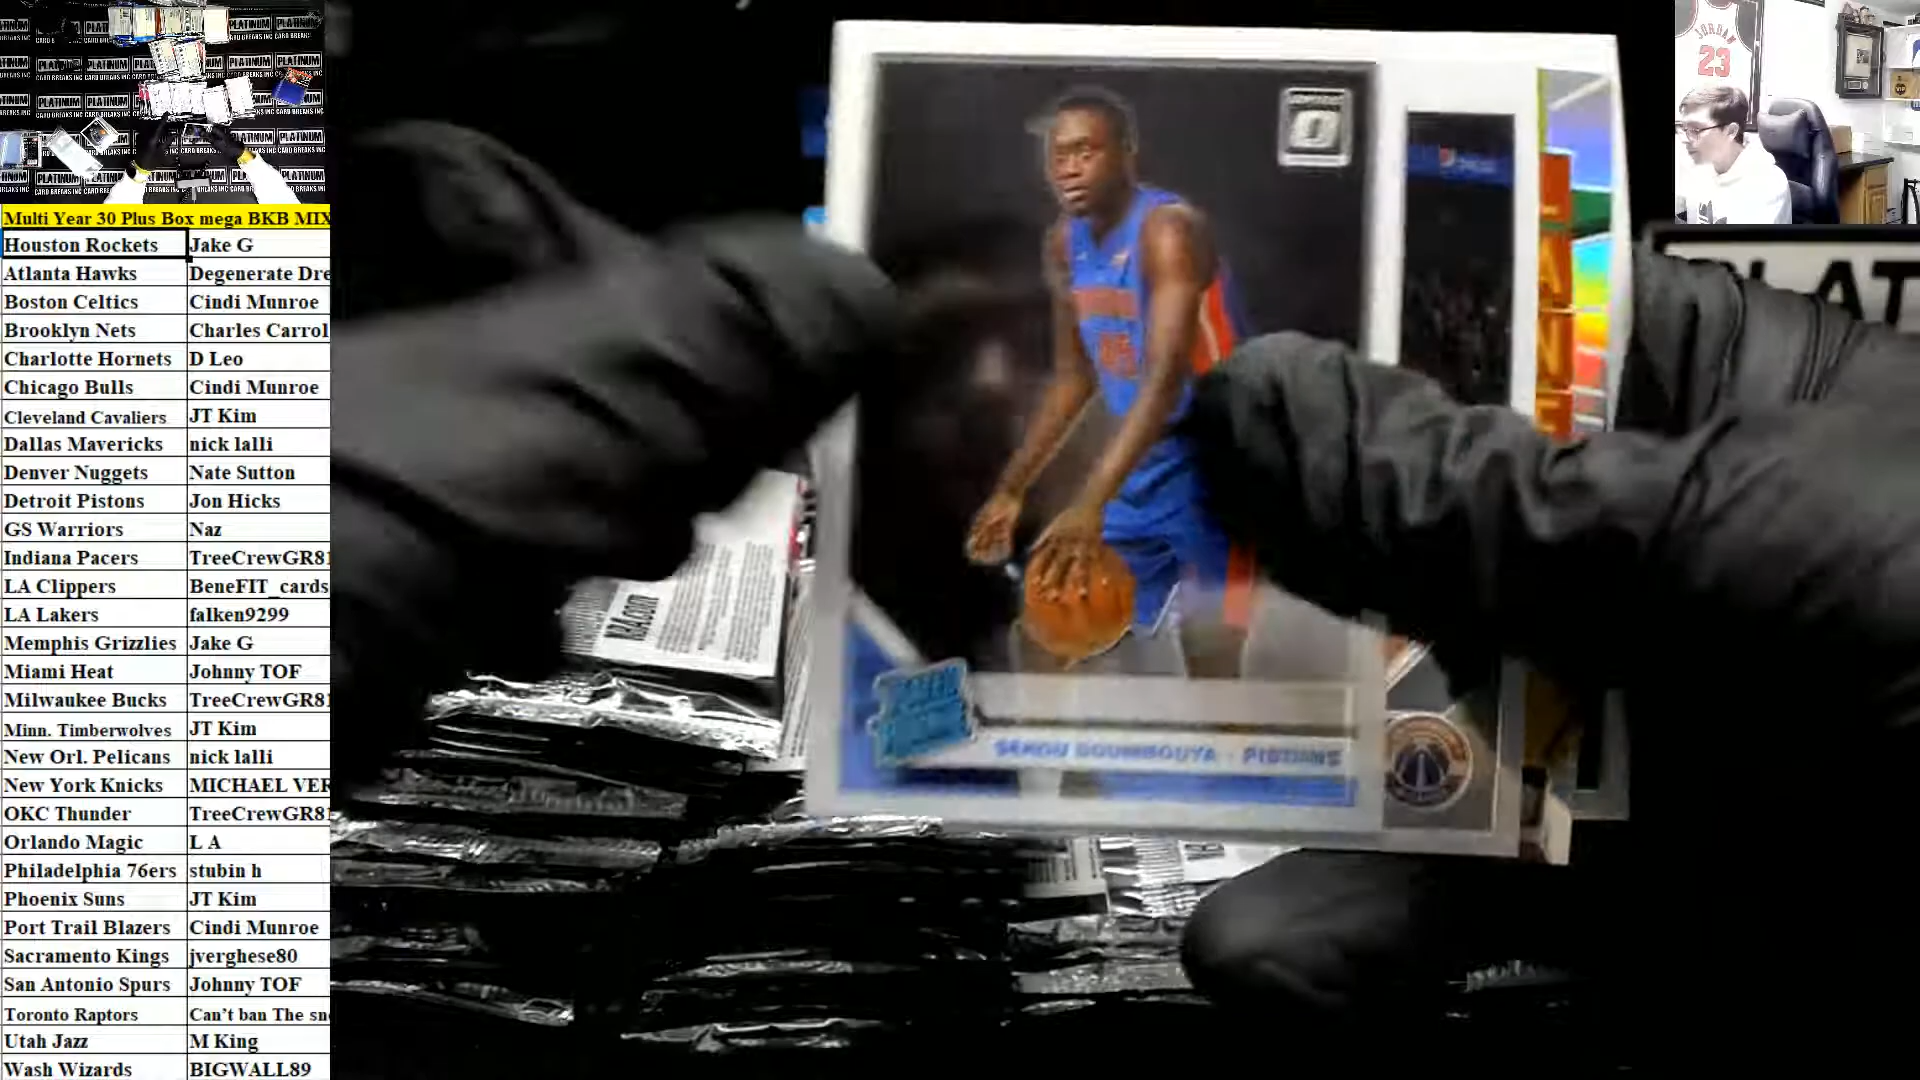 Multi Year 30 Plus Box mega BKB MIX
Houston Rockets Jake G
Atlanta Hawks Degenerate Dre
Boston Celtics Cindi Munroe
Brooklyn Nets Charles Carrol
Charlotte Hornets D Leo
Chicago Bulls Cindi Munroe
Cleveland Cavaliers JT Kim
Dallas Mavericks nick lalli
Denver Nuggets Nate Sutton
Detroit Pistons Jon Hicks
GS Warriors Naz
Indiana Pacers TreeCrewGR81
LA Clippers BeneFIT_cards
LA Lakers falken9299
Memphis Grizzlies Jake G
Miami Heat Johnny TOF
Milwaukee Bucks TreeCrewGR81
Minn. Timberwolves JT Kim
New Orl. Pelicans nick lalli
New York Knicks MICHAEL VER
OKC Thunder TreeCrewGR81
Orlando Magic L A
Philadelphia 76ers stubin h
Phoenix Suns JT Kim
Port Trail Blazers Cindi Munroe
Sacramento Kings jverghese80
San Antonio Spurs Johnny TOF
Toronto Raptors Can't ban The sn
Utah Jazz M King
Wash Wizards BIGWALL89
PLATINUM
CARD BREAKS INC
SEKOU DOUMBOUYA - PISTONS
JORDAN
23
PLAT